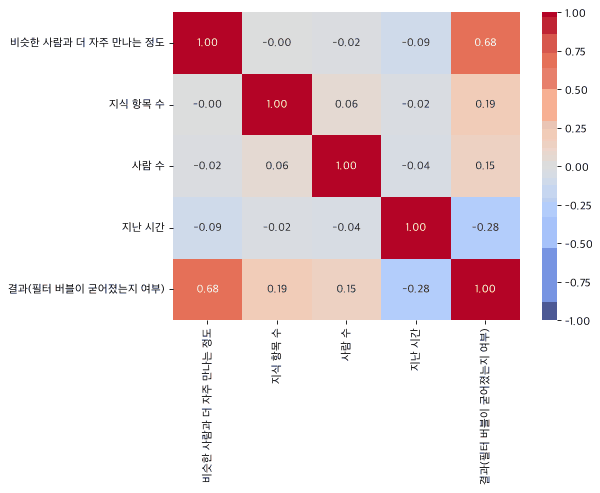 비슷한 사람과 더 자주 만나는 정도 1.00 -0.00 -0.02 -0.09 0.68
지식 항목 수 -0.00 1.00 0.06 -0.02 0.19
사람 수 -0.02 0.06 1.00 -0.04 0.15
지난 시간 -0.09 -0.02 -0.04 1.00 -0.28
결과(필터 버블이 굳어졌는지 여부) 0.68 0.19 0.15 -0.28 1.00
비슷한 사람과 더 자주 만나는 정도
지식 항목 수
사람 수
지난 시간
결과(필터 버블이 굳어졌는지 여부)
1.00
0.75
0.50
0.25
0.00
-0.25
-0.50
-0.75
-1.00